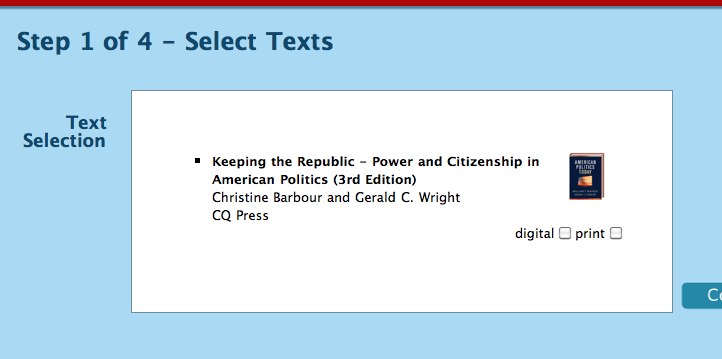 Step 1 of 4 – Select Texts
Text
Selection
Keeping the Republic – Power and Citizenship in
American Politics (3rd Edition)
Christine Barbour and Gerald C. Wright
CQ Press
AMERICAN
POLITICS
TODAY
digital print